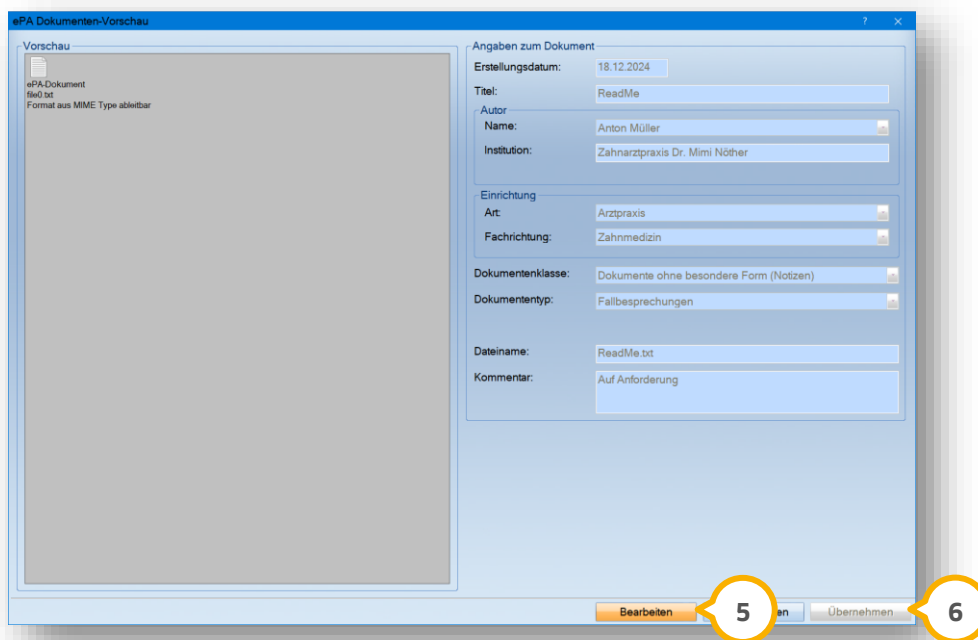 ePA Dokumenten-Vorschau
Vorschau
ePA-Dokument
file0.txt
Format aus MIME Type ableitbar
Angaben zum Dokument
Erstellungsdatum: 18.12.2024
Titel: ReadMe
Autor
Name: Anton Müller
Institution: Zahnarztpraxis Dr. Mimi Nöther
Einrichtung
Art: Arztpraxis
Fachrichtung: Zahnmedizin
Dokumentenklasse: Dokumente ohne besondere Form (Notizen)
Dokumententyp: Fallbesprechungen
Dateiname: ReadMe.txt
Kommentar: Auf Anforderung
Bearbeiten 5 en Übernehmen 6